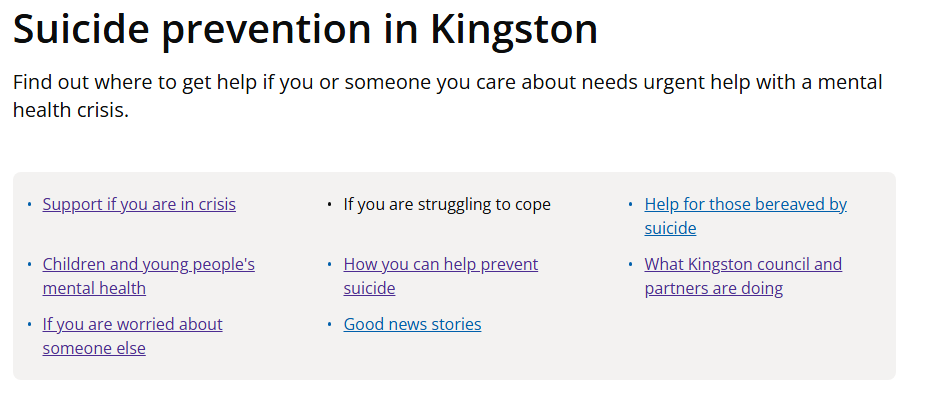 Suicide prevention in Kingston
Find out where to get help if you or someone you care about needs urgent help with a mental
health crisis.
• Support if you are in crisis
• If you are struggling to cope
• Help for those bereaved by
suicide
• Children and young people's
mental health
• How you can help prevent
suicide
• What Kingston council and
partners are doing
• If you are worried about
someone else
• Good news stories